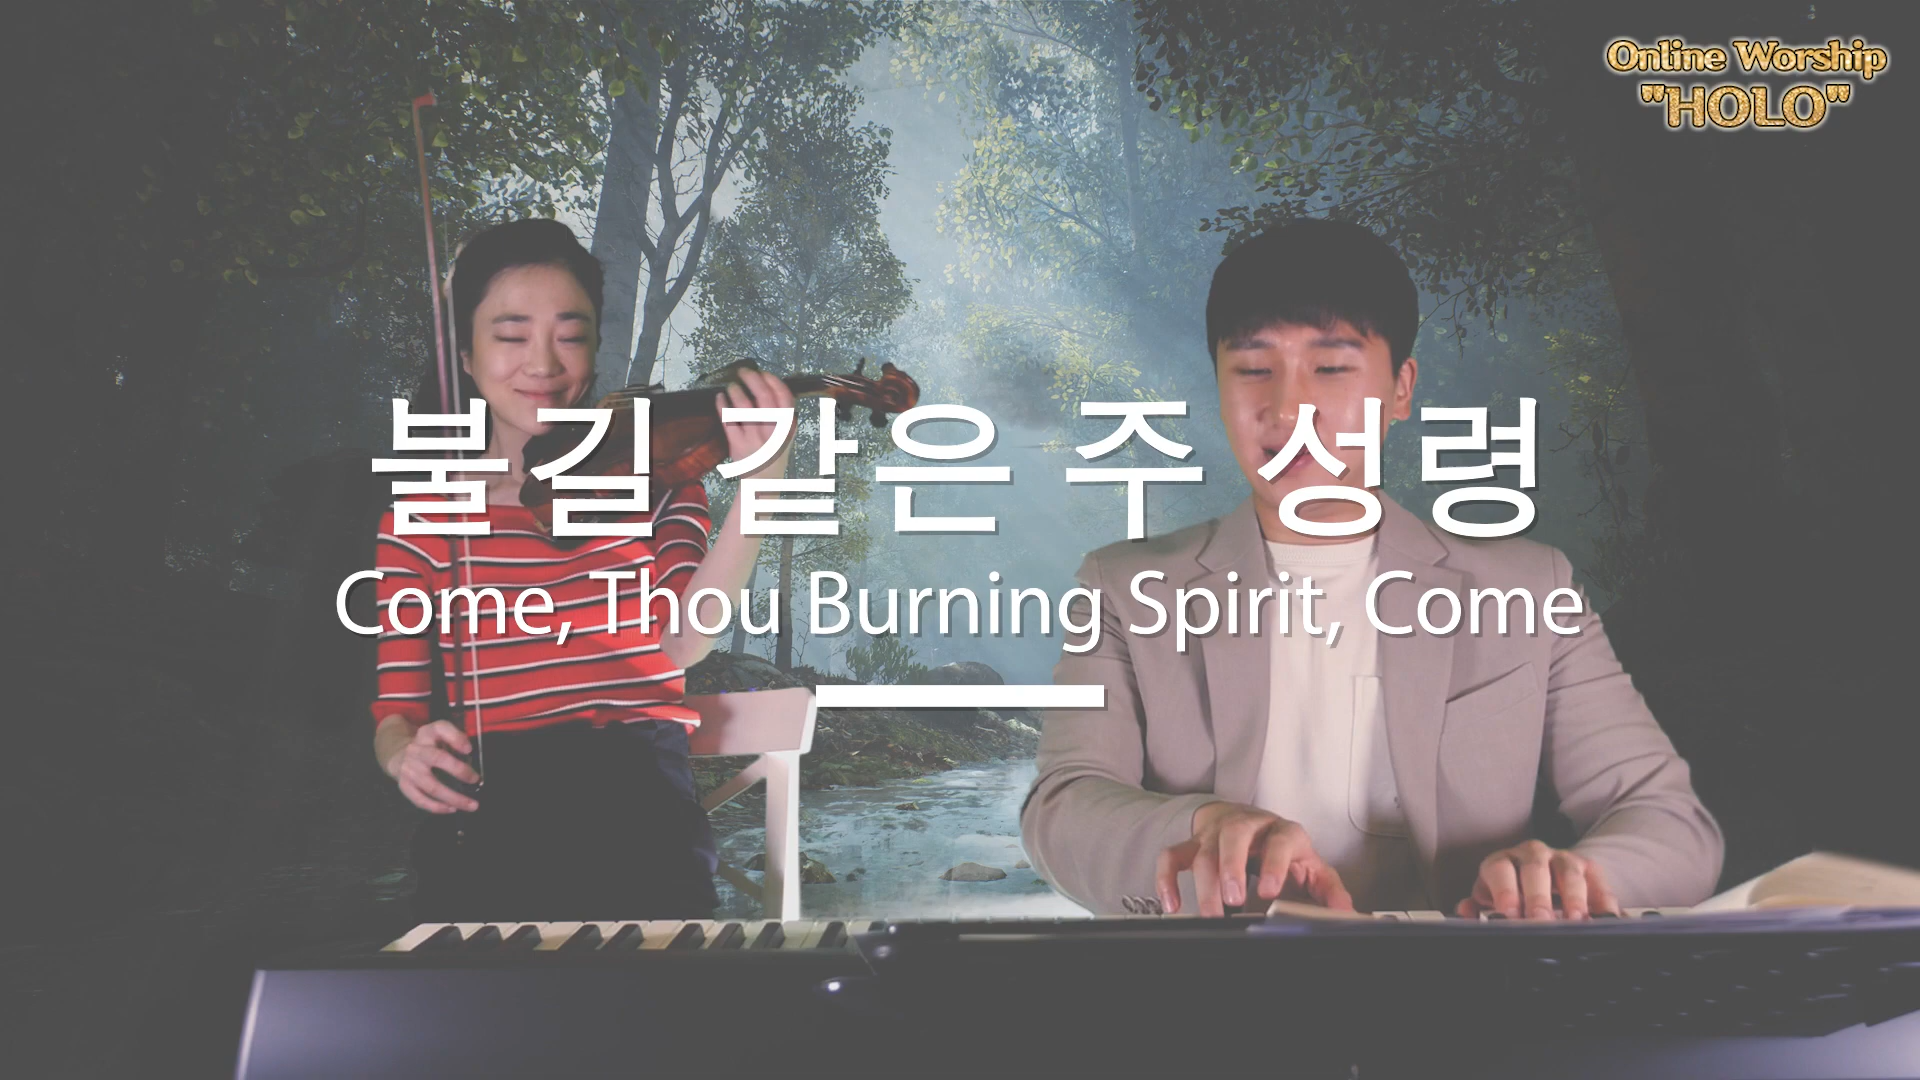 Online Worship
"HOLO"
불길 같은 주 성령
Come, Thou Burning Spirit, Come